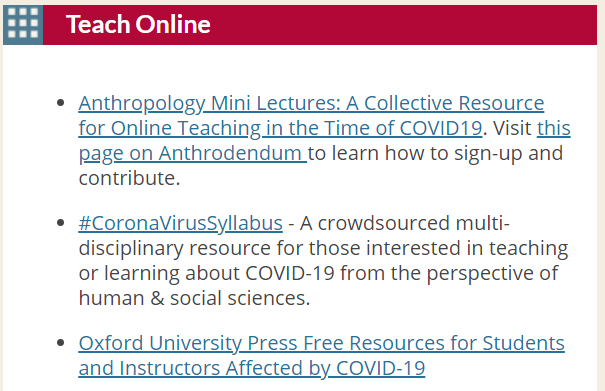 Teach Online
Anthropology Mini Lectures: A Collective Resource
for Online Teaching in the Time of COVID19. Visit this
page on Anthrodendum to learn how to sign-up and
contribute.
#CoronaVirusSyllabus - A crowdsourced multi-
disciplinary resource for those interested in teaching
or learning about COVID-19 from the perspective of
human & social sciences.
Oxford University Press Free Resources for Students
and Instructors Affected by COVID-19